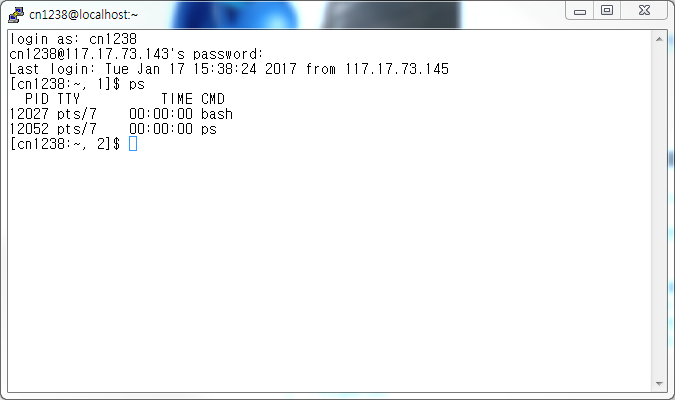 cn1238@localhost:~
login as: cn1238
cn1238@117.17.73.143's password:
Last login: Tue Jan 17 15:38:24 2017 from 117.17.73.145
[cn1238:~, 1]$ ps
  PID TTY          TIME CMD
12027 pts/7    00:00:00 bash
12052 pts/7    00:00:00 ps
[cn1238:~, 2]$